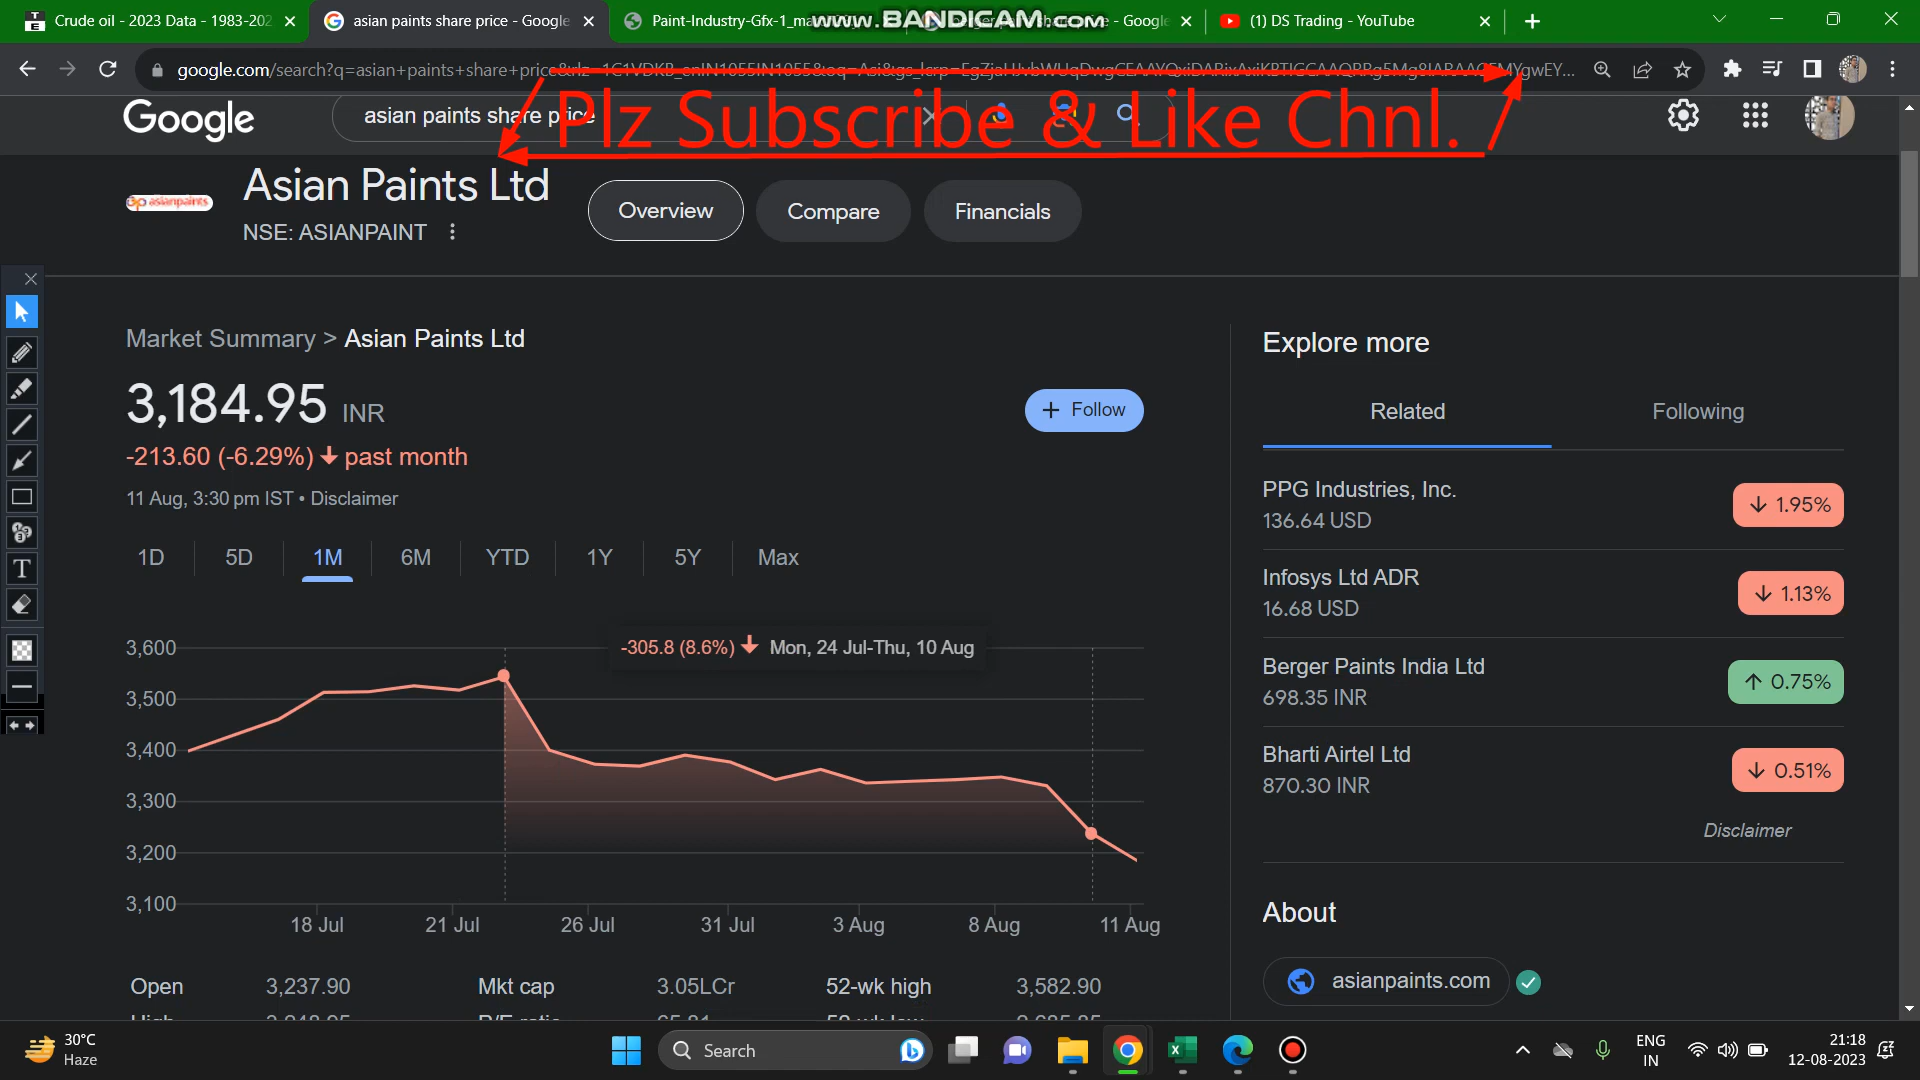 Crude oil - 2023 Data - 1983-202
asian paints share price - Google
Paint-Industry-Gfx-1_ma
www.BANDICAM.com
- Google
(1) DS Trading - YouTube
google.com/search?q=asian+paints+share+price
Plz Subscribe & Like Chnl.
Google
asian paints share price
asianpaints
Asian Paints Ltd
NSE: ASIANPAINT
Overview
Compare
Financials
Market Summary > Asian Paints Ltd
3,184.95 INR
+ Follow
-213.60 (-6.29%) ↓ past month
11 Aug, 3:30 pm IST • Disclaimer
1D
5D
1M
6M
YTD
1Y
5Y
Max
-305.8 (8.6%) ↓ Mon, 24 Jul-Thu, 10 Aug
3,600
3,500
3,400
3,300
3,200
3,100
18 Jul
21 Jul
26 Jul
31 Jul
3 Aug
8 Aug
11 Aug
Open 3,237.90
Mkt cap 3.05LCr
52-wk high 3,582.90
Explore more
Related
Following
PPG Industries, Inc.
136.64 USD
↓ 1.95%
Infosys Ltd ADR
16.68 USD
↓ 1.13%
Berger Paints India Ltd
698.35 INR
↑ 0.75%
Bharti Airtel Ltd
870.30 INR
↓ 0.51%
Disclaimer
About
asianpaints.com
T
30°C
Haze
Search
ENG
IN
21:18
12-08-2023